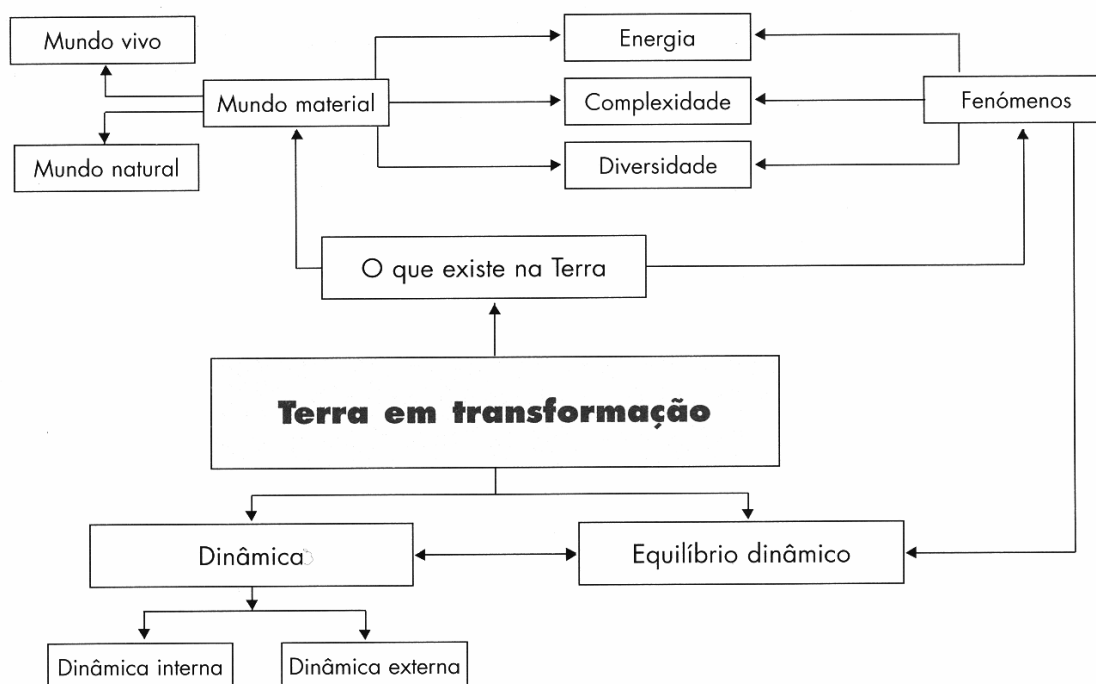 Mundo vivo
Energia
Mundo material
Complexidade
Fenómenos
Mundo natural
Diversidade
O que existe na Terra
Terra em transformação
Dinâmica
Equilíbrio dinâmico
Dinâmica interna
Dinâmica externa